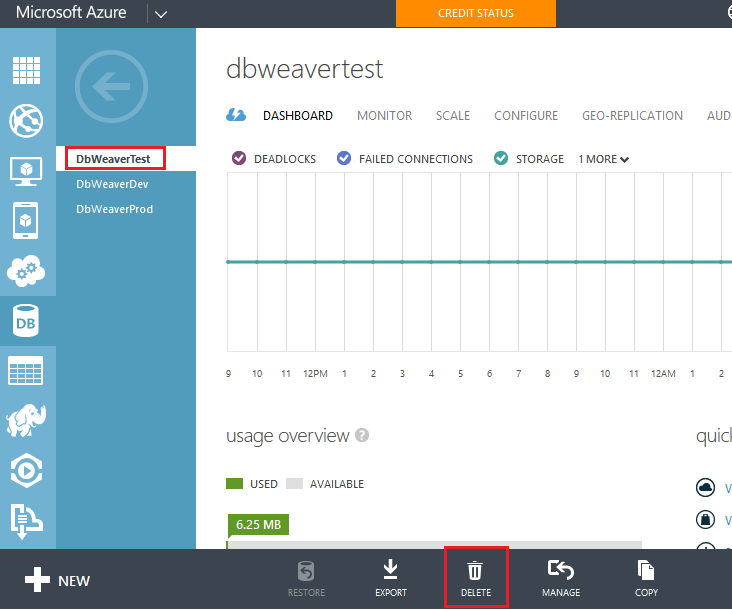 Microsoft Azure
CREDIT STATUS
DbWeaverTest
DbWeaverDev
DbWeaverProd
dbweavertest
DASHBOARD MONITOR SCALE CONFIGURE GEO-REPLICATION AUD
DEADLOCKS FAILED CONNECTIONS STORAGE 1 MORE
9 10 11 12PM 1 2 3 4 5 6 7 8 9 10 11 12AM 1 2
usage overview ?
quick
USED AVAILABLE
V
6.25 MB
V
DB
NEW
RESTORE EXPORT DELETE MANAGE COPY